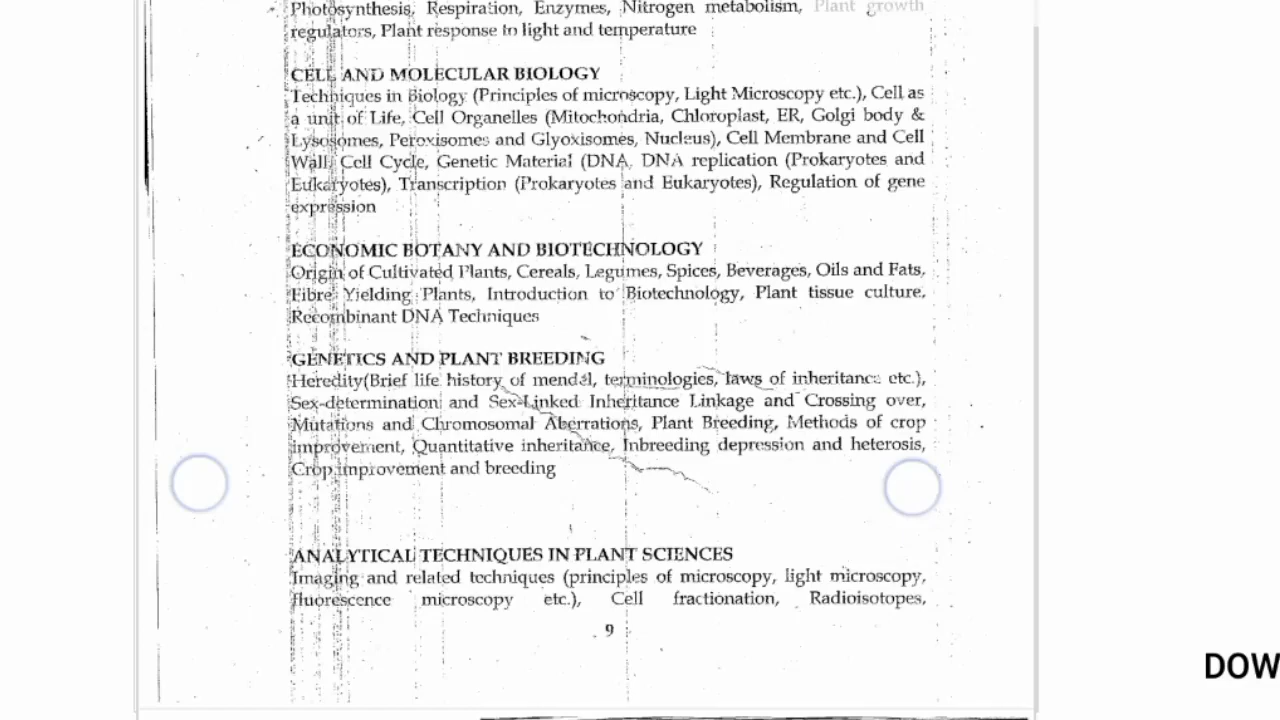 Photosynthesis, Respiration, Enzymes, Nitrogen metabolism, Plant growth
regulators, Plant response to light and temperature
CELL AND MOLECULAR BIOLOGY
Techniques in Biology (Principles of microscopy, Light Microscopy etc.), Cell as
a unit of Life, Cell Organelles (Mitochondria, Chloroplast, ER, Golgi body &
Lysosomes, Peroxisomes and Glyoxisomes, Nucleus), Cell Membrane and Cell
Wall, Cell Cycle, Genetic Material (DNA, DNA replication (Prokaryotes and
Eukaryotes), Transcription (Prokaryotes and Eukaryotes), Regulation of gene
expression
ECONOMIC BOTANY AND BIOTECHNOLOGY
Origin of Cultivated Plants, Cereals, Legumes, Spices, Beverages, Oils and Fats,
Fibre Yielding Plants, Introduction to Biotechnology, Plant tissue culture,
Recombinant DNA Techniques
GENETICS AND PLANT BREEDING
Heredity(Brief life history of mendel, terminologies, laws of inheritance etc.),
Sex-determination and Sex-Linked Inheritance Linkage and Crossing over,
Mutations and Chromosomal Aberrations, Plant Breeding, Methods of crop
improvement, Quantitative inheritance, Inbreeding depression and heterosis,
Crop improvement and breeding
ANALYTICAL TECHNIQUES IN PLANT SCIENCES
Imaging and related techniques (principles of microscopy, light microscopy,
fluorescence microscopy etc.), Cell fractionation, Radioisotopes,
9
DOW